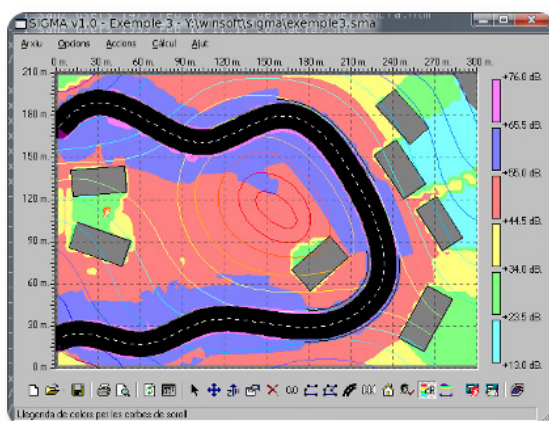 SIGMA v1.0 - Exemple 3 - Y:\winsoft\sigma\exemple3.sma
Arxiu Opcions Accions Càlcul Ajut
0 m. 30 m. 60 m. 90 m. 120 m. 150 m. 180 m. 210 m. 240 m. 270 m. 300 m.
210 m.
180 m.
150 m.
120 m.
90 m.
60 m.
30 m.
0 m.
+76.0 dB.
+65.5 dB.
+55.0 dB.
+44.5 dB.
+34.0 dB.
+23.5 dB.
+13.0 dB.
Llegenda de colors per les corbes de soroll